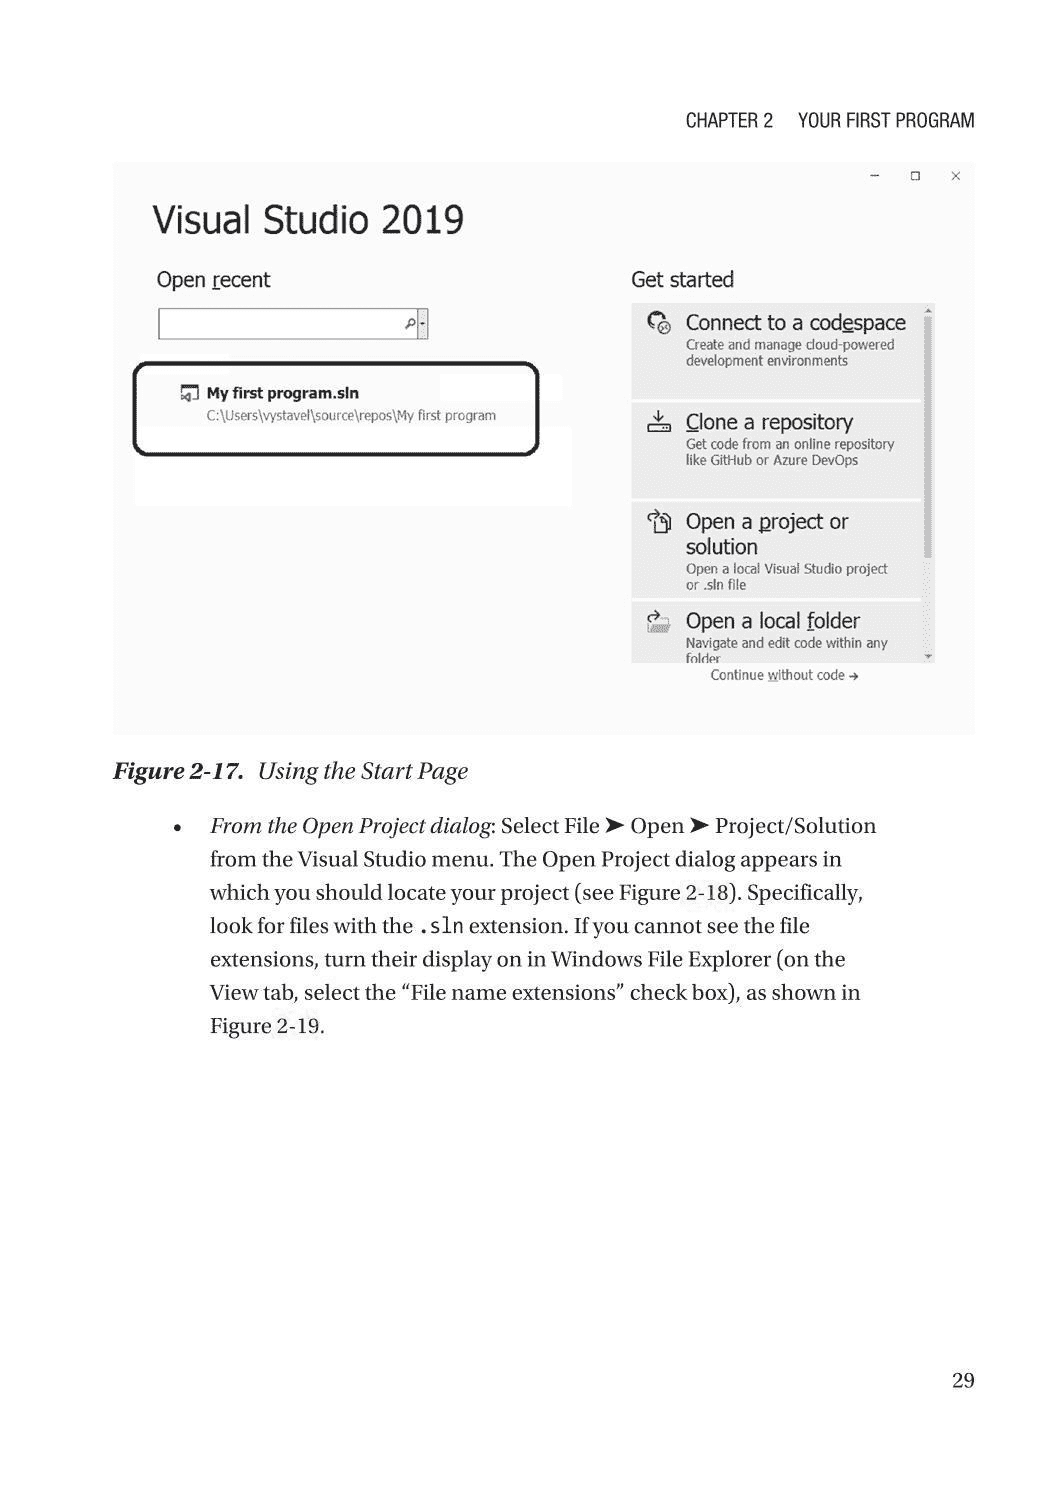 CHAPTER 2 YOUR FIRST PROGRAM
Visual Studio 2019
Open recent
My first program.sln
C:\Users\vystavel\source\repos\My first program
Get started
Connect to a codespace
Create and manage cloud-powered
development environments
Clone a repository
Get code from an online repository
like GitHub or Azure DevOps
Open a project or
solution
Open a local Visual Studio project
or .sln file
Open a local folder
Navigate and edit code within any
folder
Continue without code →
Figure 2-17. Using the Start Page
• From the Open Project dialog: Select File ➤ Open ➤ Project/Solution
from the Visual Studio menu. The Open Project dialog appears in
which you should locate your project (see Figure 2-18). Specifically,
look for files with the .sln extension. If you cannot see the file
extensions, turn their display on in Windows File Explorer (on the
View tab, select the “File name extensions” check box), as shown in
Figure 2-19.
29